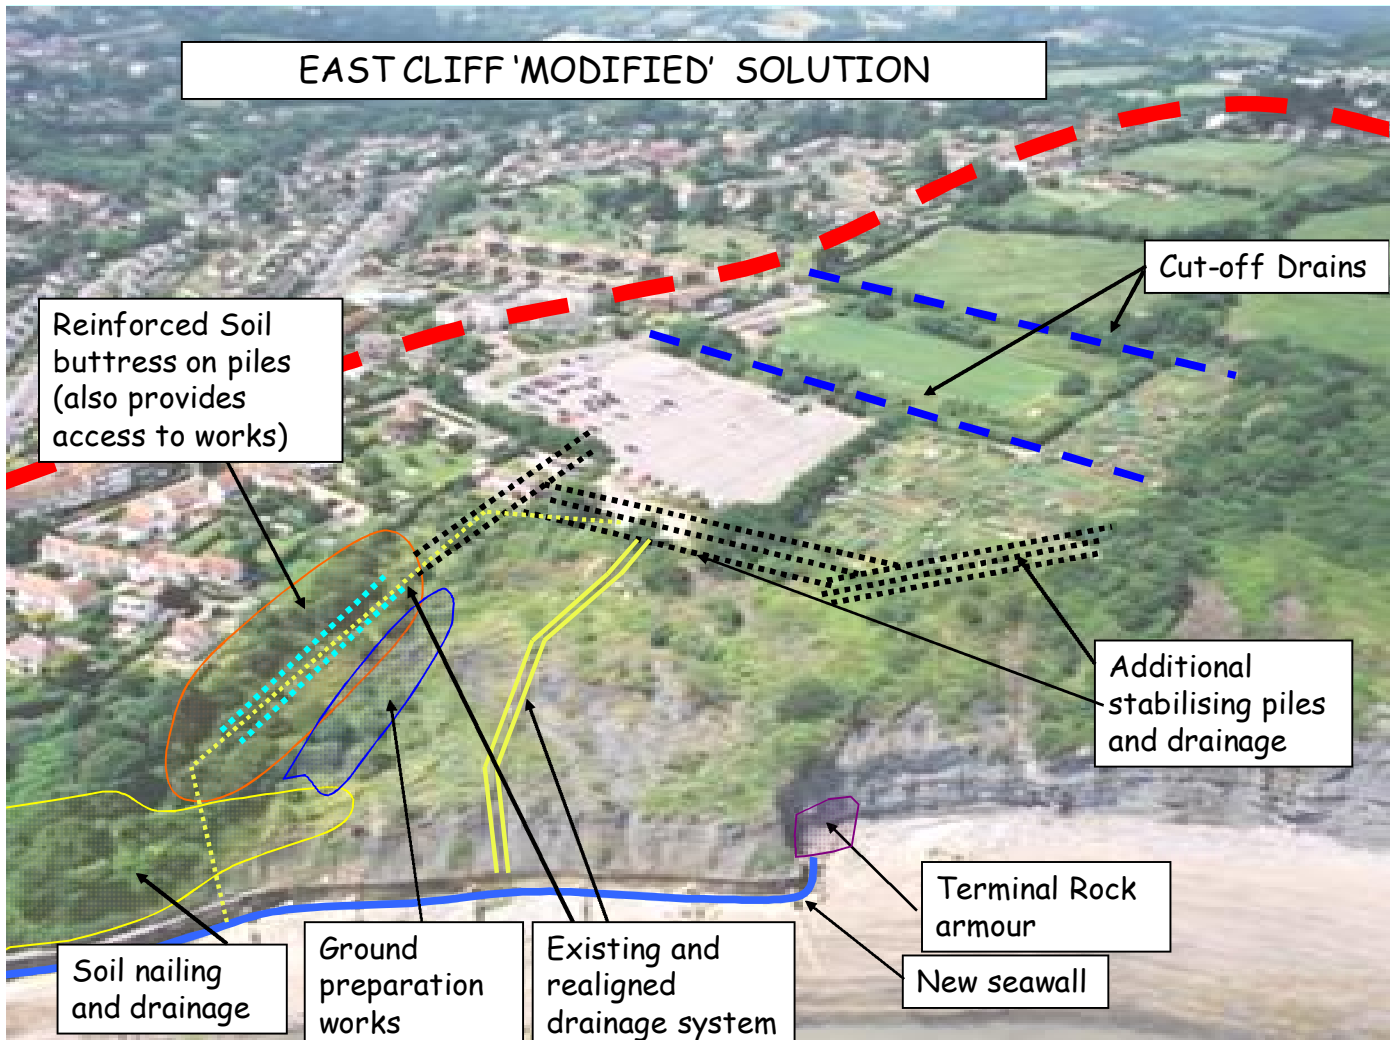 EAST CLIFF 'MODIFIED' SOLUTION
Cut-off Drains
Reinforced Soil
buttress on piles
(also provides
access to works)
Additional
stabilising piles
and drainage
Terminal Rock
armour
New seawall
Soil nailing
and drainage
Ground
preparation
works
Existing and
realigned
drainage system